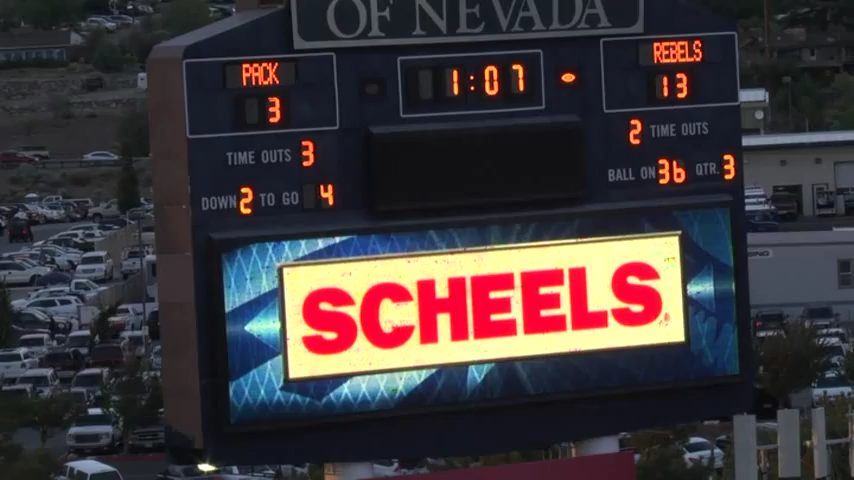 OF NEVADA
PACK
3
1:07
REBELS
13
TIME OUTS 3
2 TIME OUTS
DOWN 2 TO GO 4
BALL ON 36 QTR. 3
SCHEELS